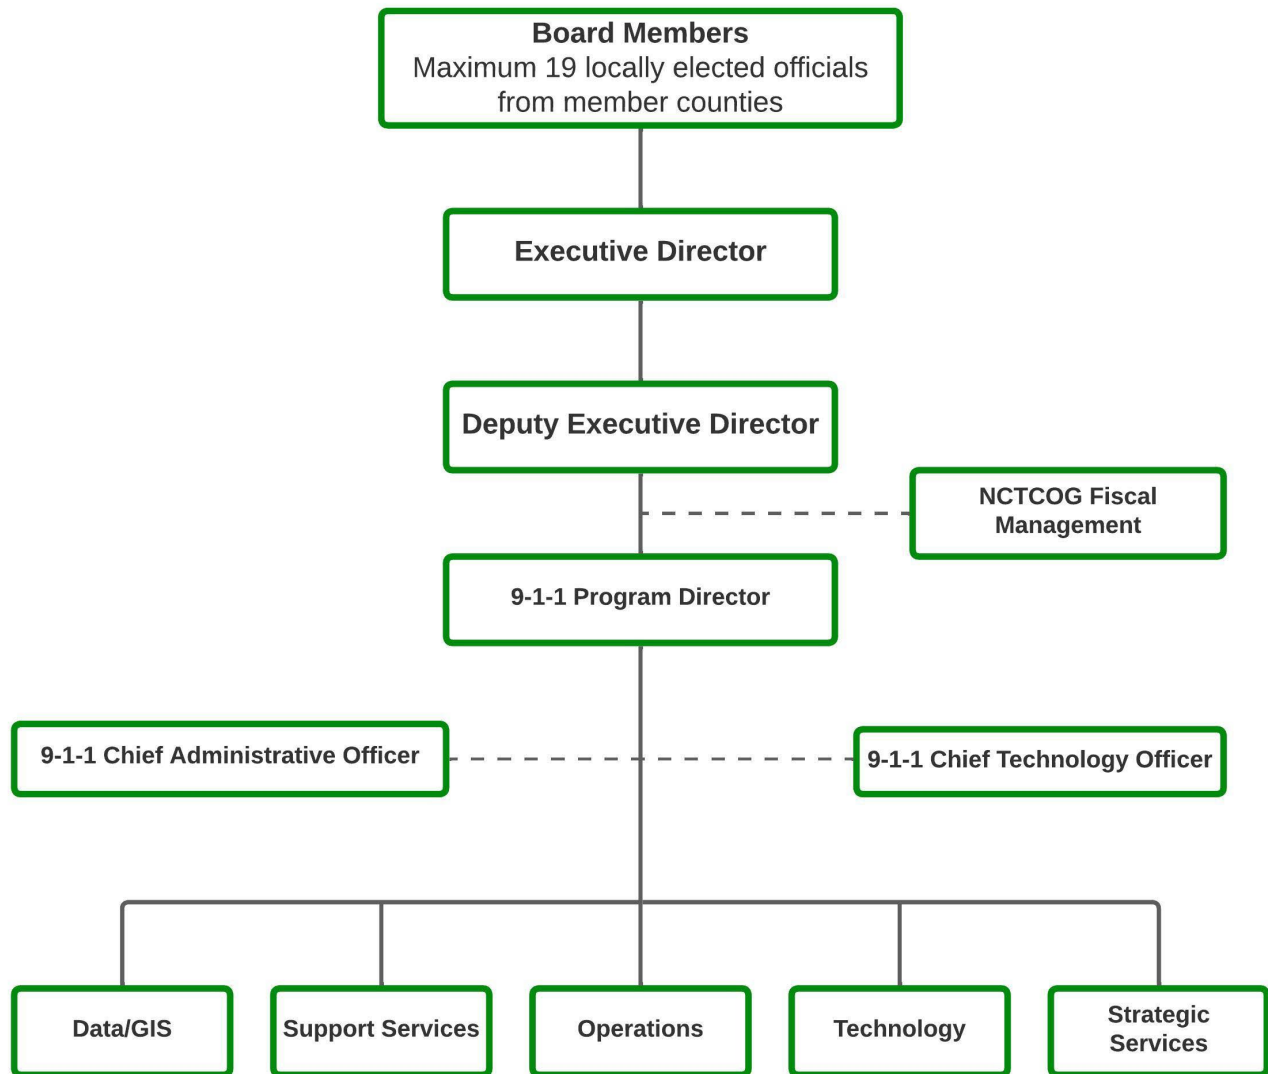 Board Members
Maximum 19 locally elected officials
from member counties
Executive Director
Deputy Executive Director
NCTCOG Fiscal
Management
9-1-1 Program Director
9-1-1 Chief Administrative Officer
9-1-1 Chief Technology Officer
Data/GIS
Support Services
Operations
Technology
Strategic
Services